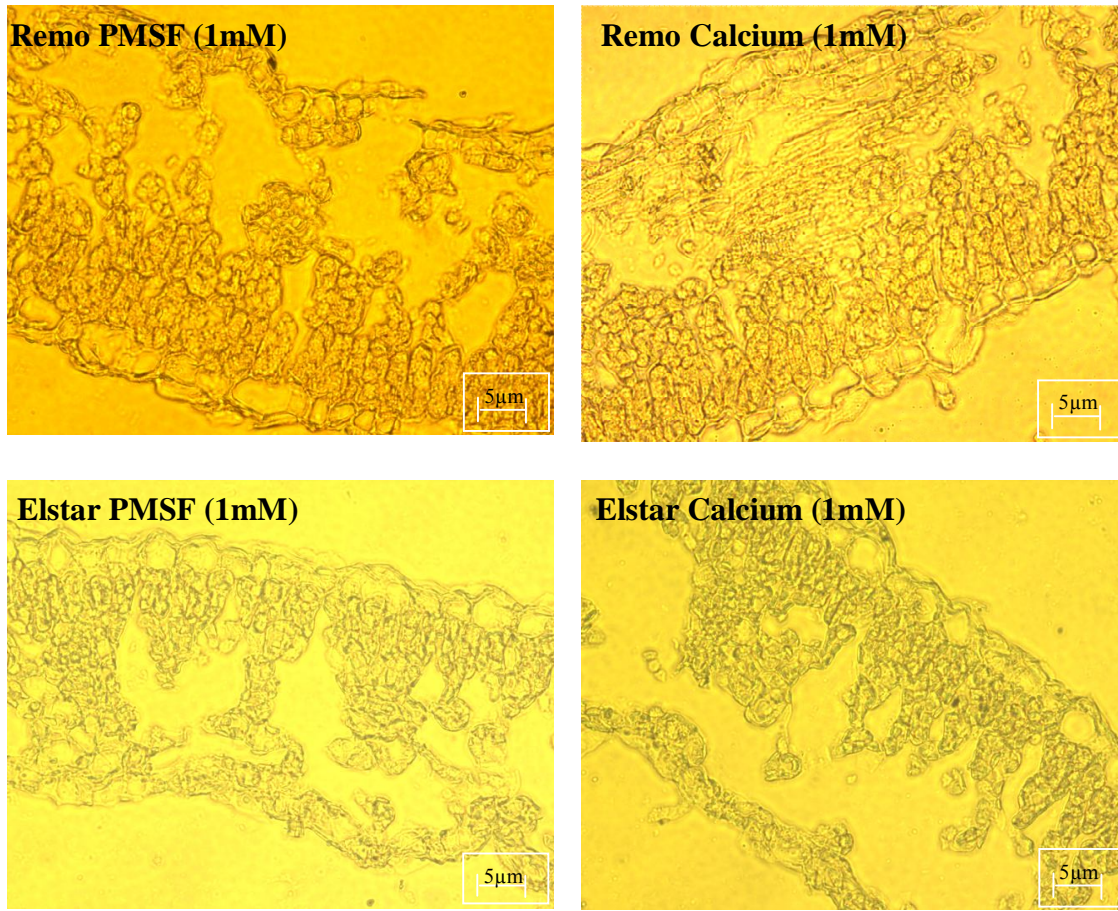 Remo PMSF (1mM)
Remo Calcium (1mM)
5µm
5µm
Elstar PMSF (1mM)
Elstar Calcium (1mM)
5µm
5µm